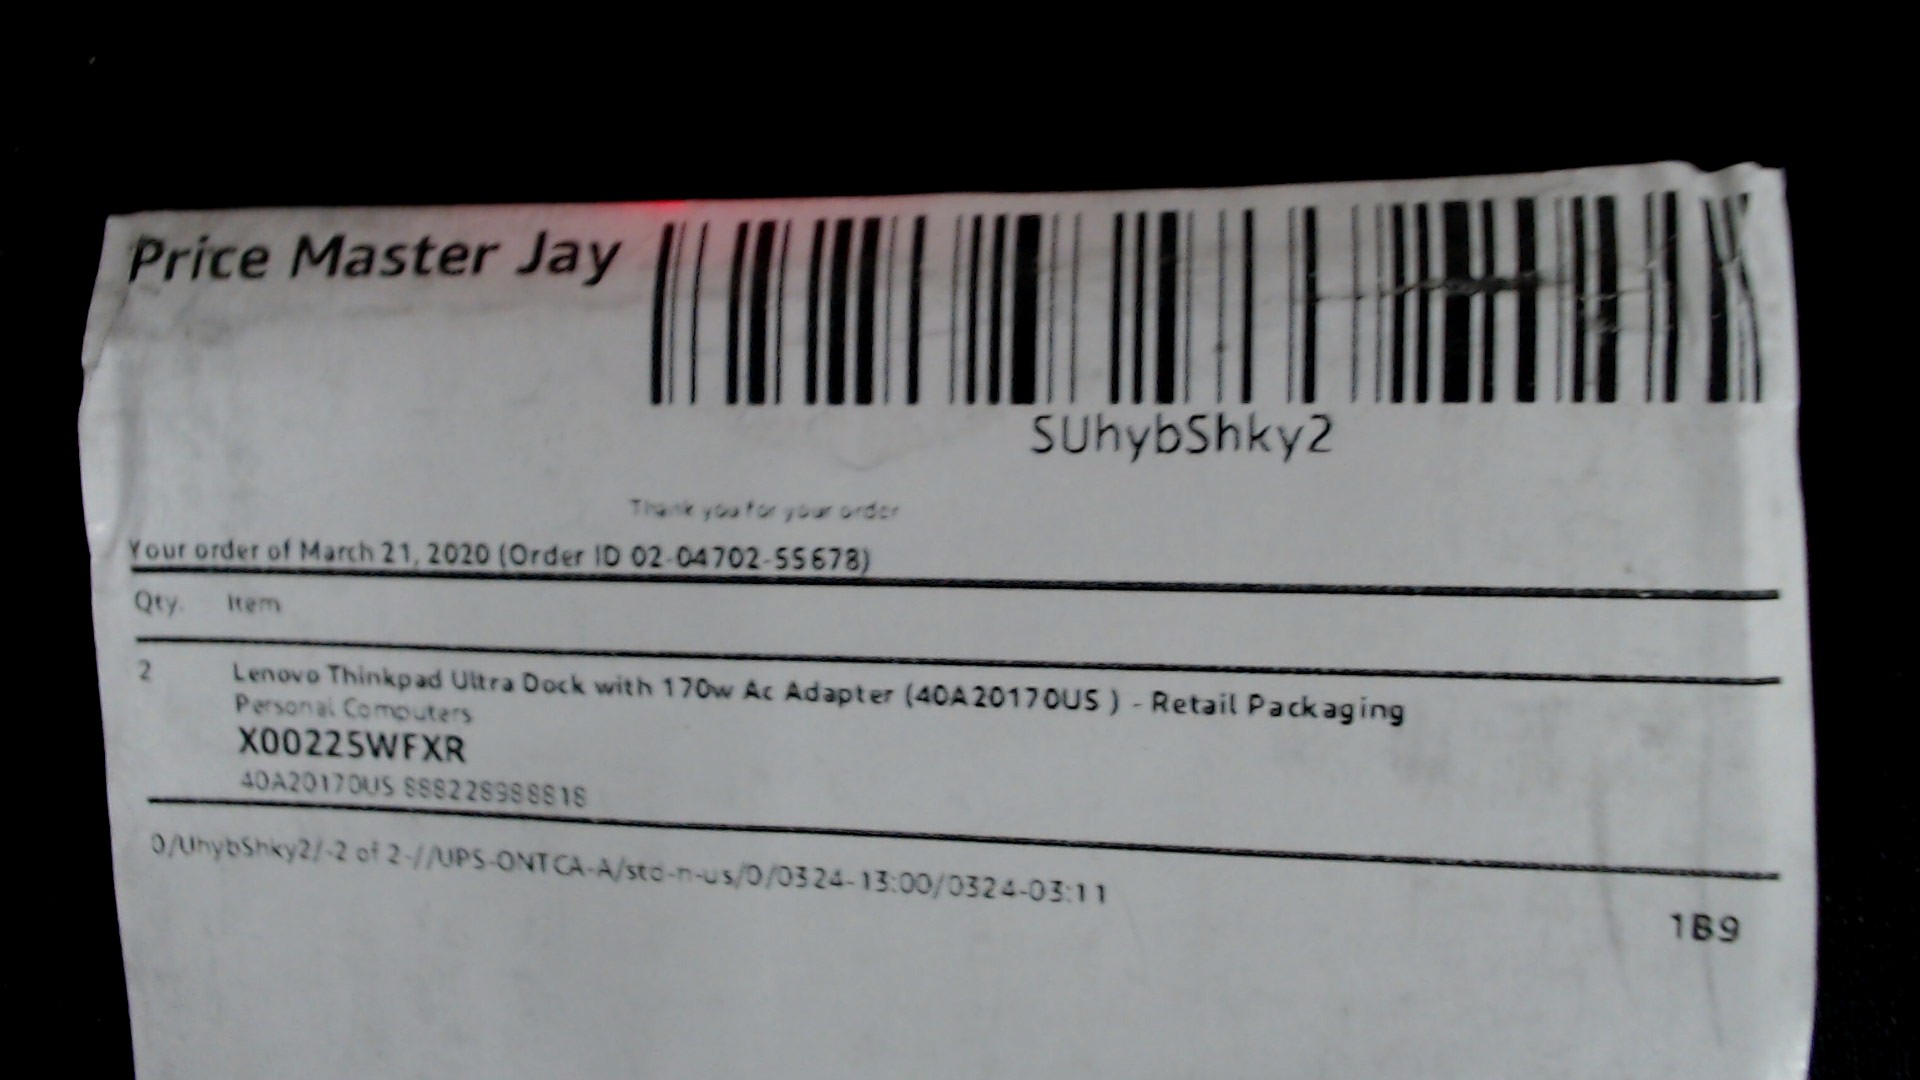 Price Master Jay
SUhybShky2
Thank you for your order
Your order of March 21, 2020 (Order ID 02-04702-55678)
Qty. Item
2 Lenovo Thinkpad Ultra Dock with 170w Ac Adapter (40A20170US ) - Retail Packaging
Personal Computers
X00225WFXR
40A20170US 888228988818
0/UhybShky2/-2 of 2-//UPS-ONTCA-A/std-n-us/0/0324-13:00/0324-03:11
1B9